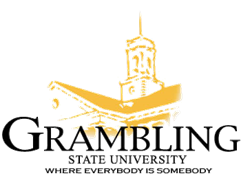 GRAMBLING
STATE UNIVERSITY
WHERE EVERYBODY IS SOMEBODY